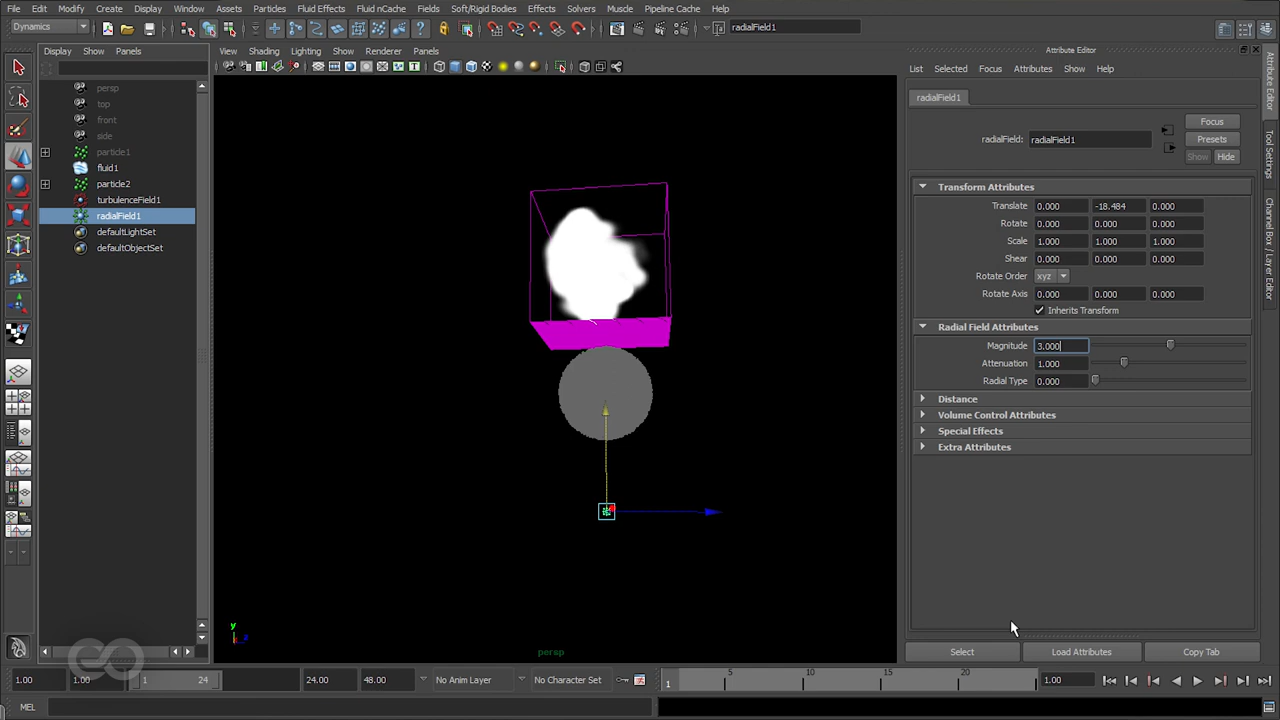 File Edit Modify Create Display Window Assets Particles Fluid Effects Fluid nCache Fields Soft/Rigid Bodies Effects Solvers Muscle Pipeline Cache Help
Dynamics radialField1
Display Show Panels View Shading Lighting Show Renderer Panels Attribute Editor
List Selected Focus Attributes Show Help
persp
top
front
side
particle1
fluid1
particle2
turbulenceField1
radialField1
defaultLightSet
defaultObjectSet
y
z
persp
radialField1
Focus
radialField: radialField1
Presets
Show Hide
Transform Attributes
Translate 0.000 -18.484 0.000
Rotate 0.000 0.000 0.000
Scale 1.000 1.000 1.000
Shear 0.000 0.000 0.000
Rotate Order xyz
Rotate Axis 0.000 0.000 0.000
Inherits Transform
Radial Field Attributes
Magnitude 3.000
Attenuation 1.000
Radial Type 0.000
Distance
Volume Control Attributes
Special Effects
Extra Attributes
Select Load Attributes Copy Tab
Attribute Editor
Tool Settings
Channel Box / Layer Editor
1.00 1.00 1 24 24.00 48.00 No Anim Layer No Character Set 1 5 10 15 20 1.00
MEL